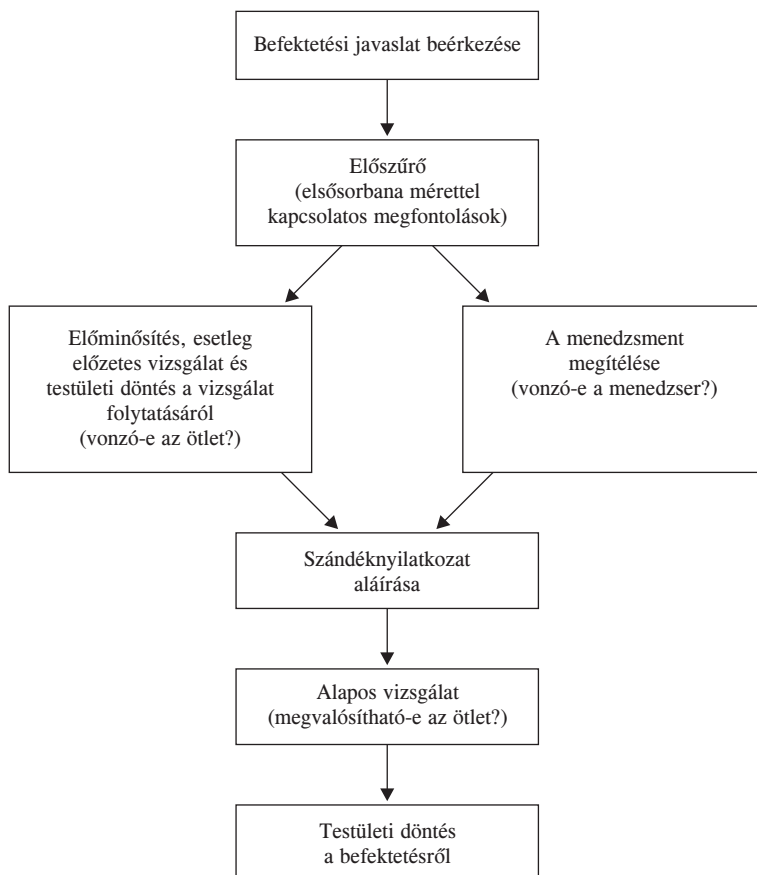 Befektetési javaslat beérkezése
Előszűrő
(elsősorbana mérettel
kapcsolatos megfontolások)
Előminősítés, esetleg
előzetes vizsgálat és
testületi döntés a vizsgálat
folytatásáról
(vonzó-e az ötlet?)
A menedzsment
megítélése
(vonzó-e a menedzser?)
Szándéknyilatkozat
aláírása
Alapos vizsgálat
(megvalósítható-e az ötlet?)
Testületi döntés
a befektetésről